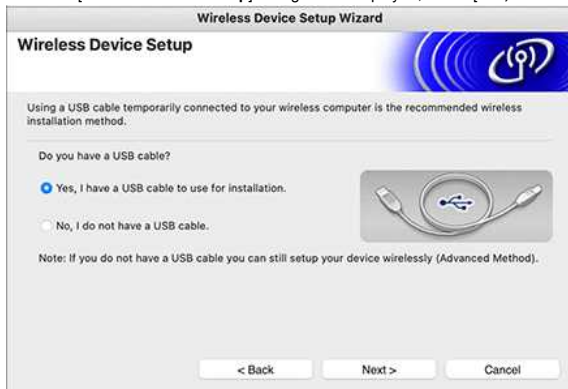 Wireless Device Setup Wizard
Wireless Device Setup
Using a USB cable temporarily connected to your wireless computer is the recommended wireless
installation method.
Do you have a USB cable?
Yes, I have a USB cable to use for installation.
No, I do not have a USB cable.
Note: If you do not have a USB cable you can still setup your device wirelessly (Advanced Method).
< Back
Next >
Cancel